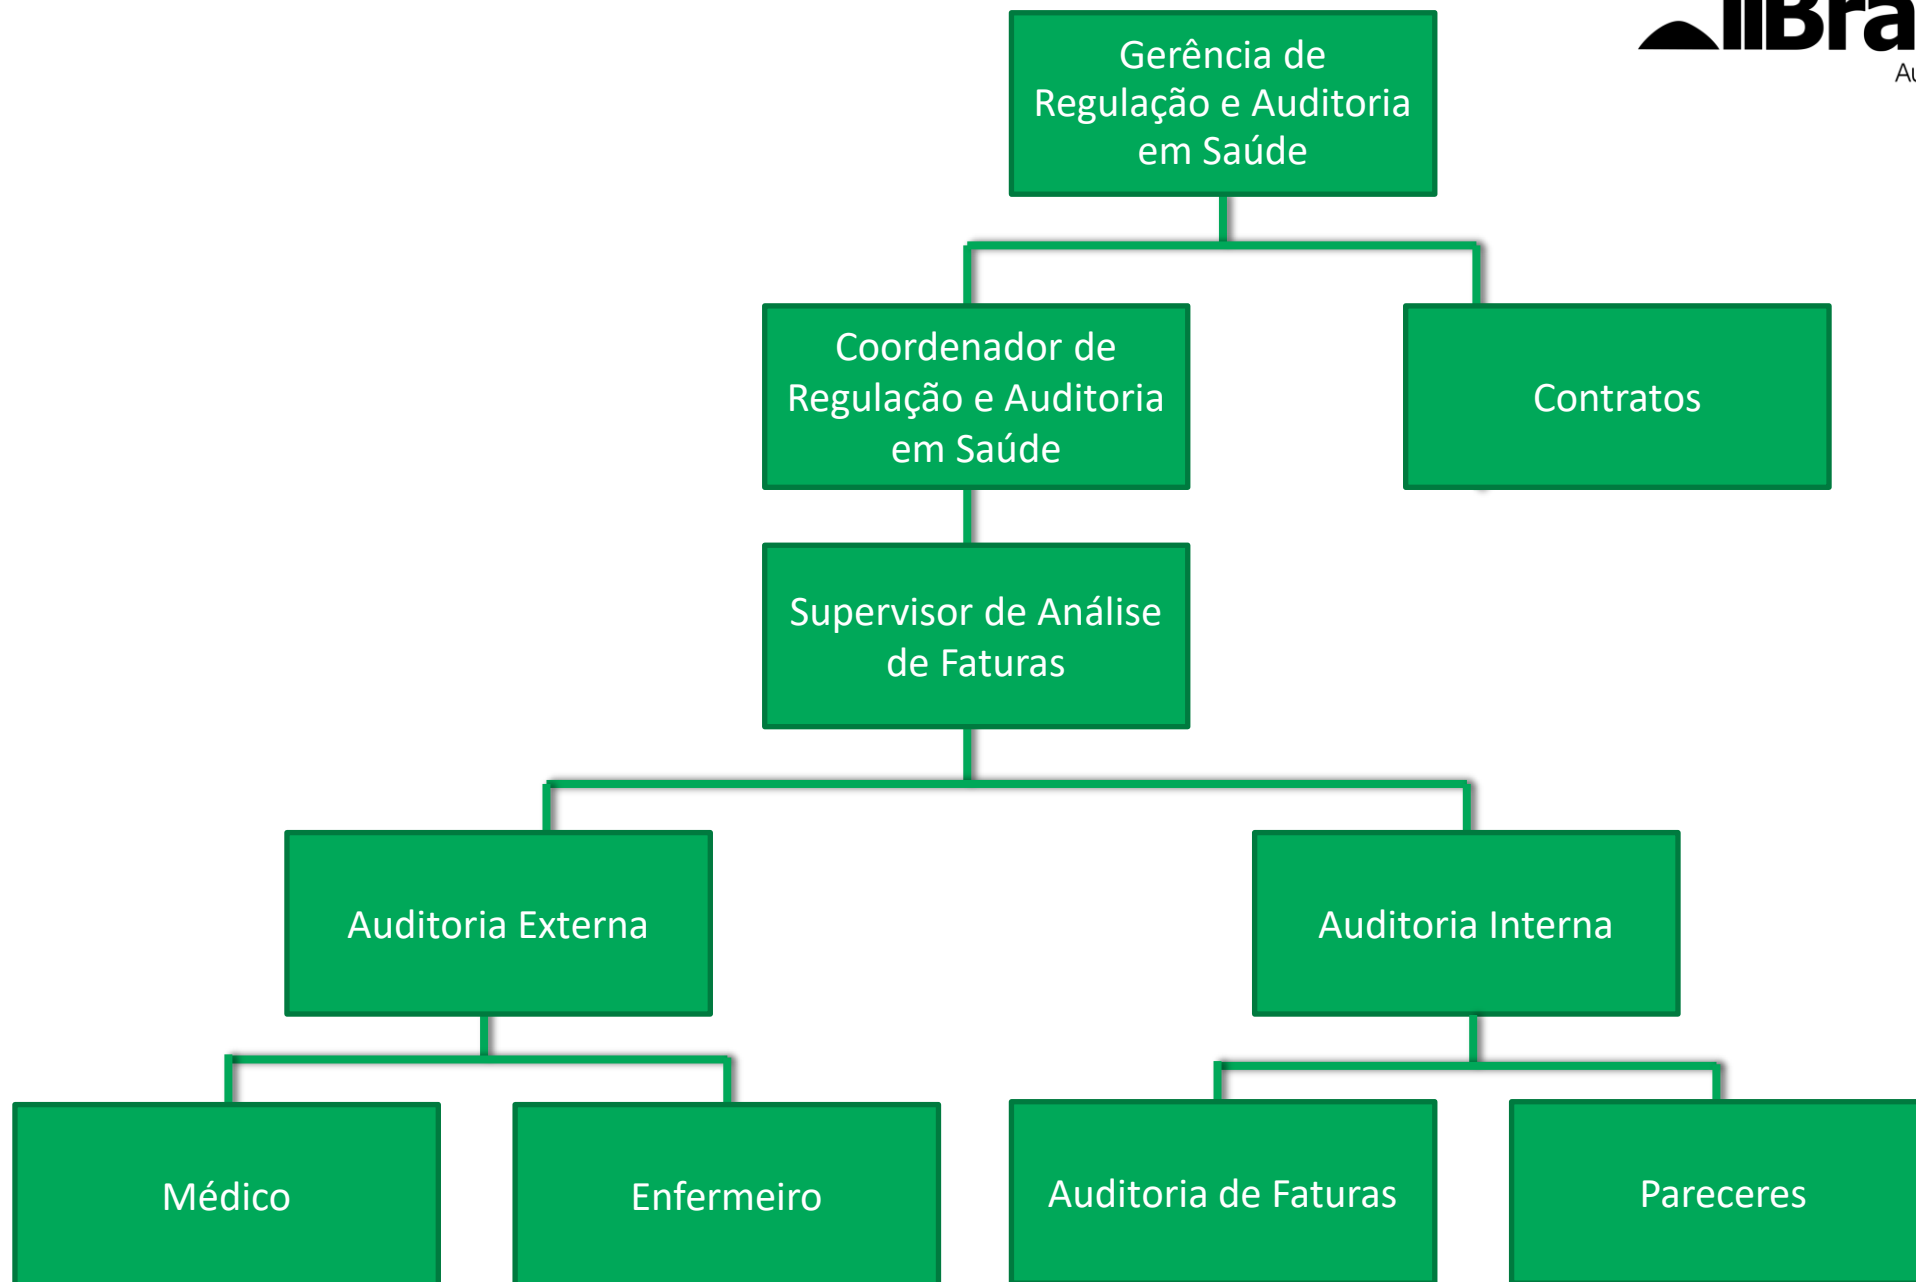 Gerência de
Regulação e Auditoria
em Saúde
Coordenador de
Regulação e Auditoria
em Saúde
Contratos
Supervisor de Análise
de Faturas
Auditoria Externa
Auditoria Interna
Médico
Enfermeiro
Auditoria de Faturas
Pareceres